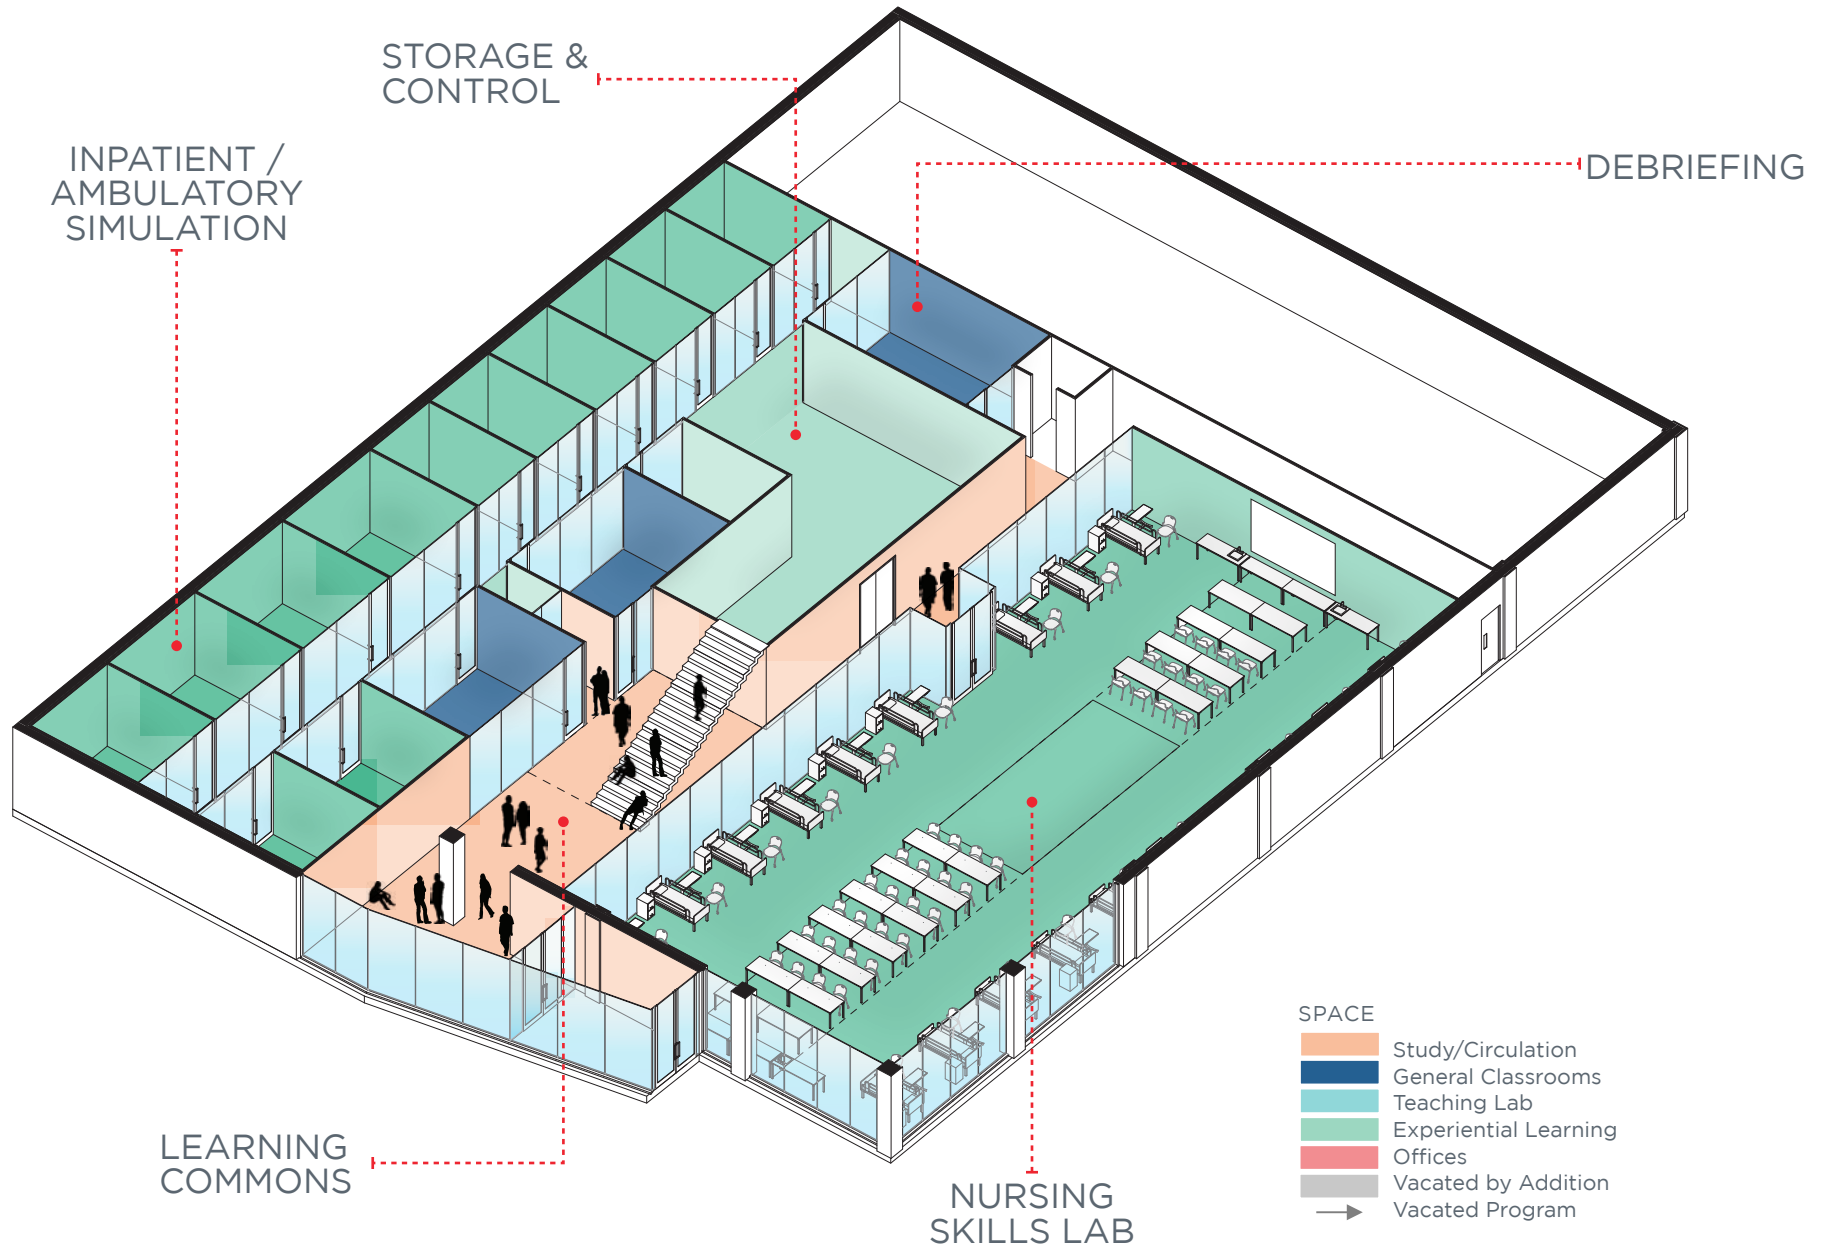 STORAGE &
CONTROL
INPATIENT /
AMBULATORY
SIMULATION
DEBRIEFING
LEARNING
COMMONS
NURSING
SKILLS LAB
SPACE
Study/Circulation
General Classrooms
Teaching Lab
Experiential Learning
Offices
Vacated by Addition
Vacated Program